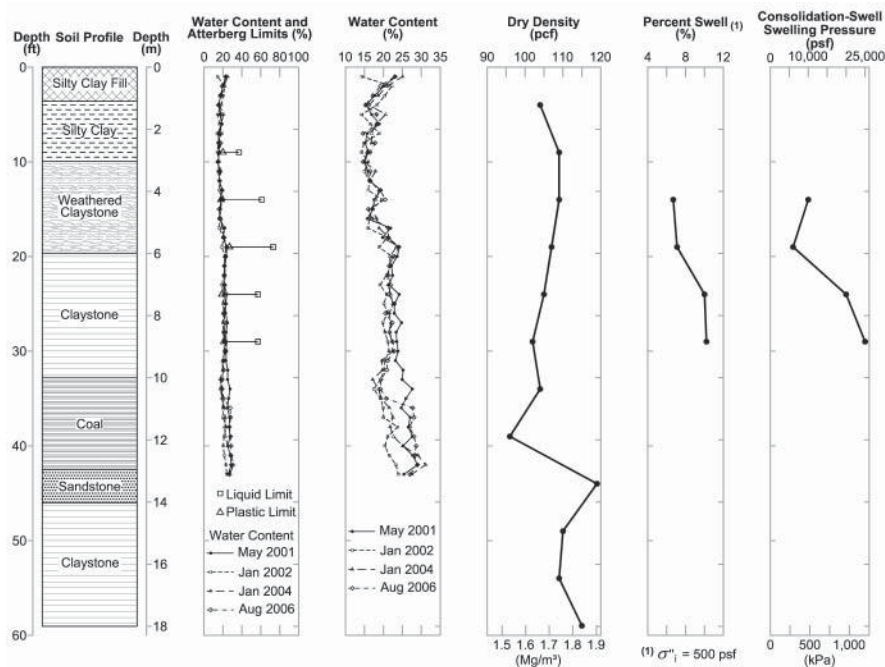 Depth (ft)
Soil Profile
Depth (m)
Water Content and
Atterberg Limits (%)
0 20 40 60 80 100
Water Content
(%)
10 15 20 25 30 35
Dry Density
(pcf)
90 100 110 120
Percent Swell (1)
(%)
4 8 12
Consolidation-Swell
Swelling Pressure
(psf)
0 10,000 25,000
0
10
20
30
40
50
60
Silty Clay Fill
Silty Clay
Weathered
Claystone
Claystone
Coal
Sandstone
Claystone
0
2
4
6
8
10
12
14
16
18
Liquid Limit
Plastic Limit
Water Content
May 2001
Jan 2002
Jan 2004
Aug 2006
May 2001
Jan 2002
Jan 2004
Aug 2006
1.5 1.6 1.7 1.8 1.9
(Mg/m³)
(1) σ"i = 500 psf
0 500 1,000
(kPa)